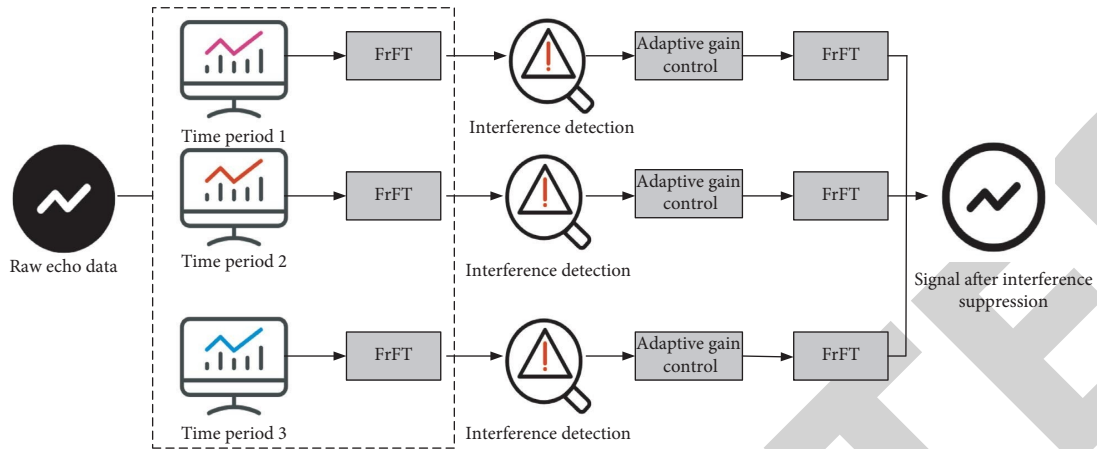 Raw echo data
Time period 1
FrFT
Interference detection
Adaptive gain
control
FrFT
Time period 2
FrFT
Interference detection
Adaptive gain
control
FrFT
Time period 3
FrFT
Interference detection
Adaptive gain
control
FrFT
Signal after interference
suppression